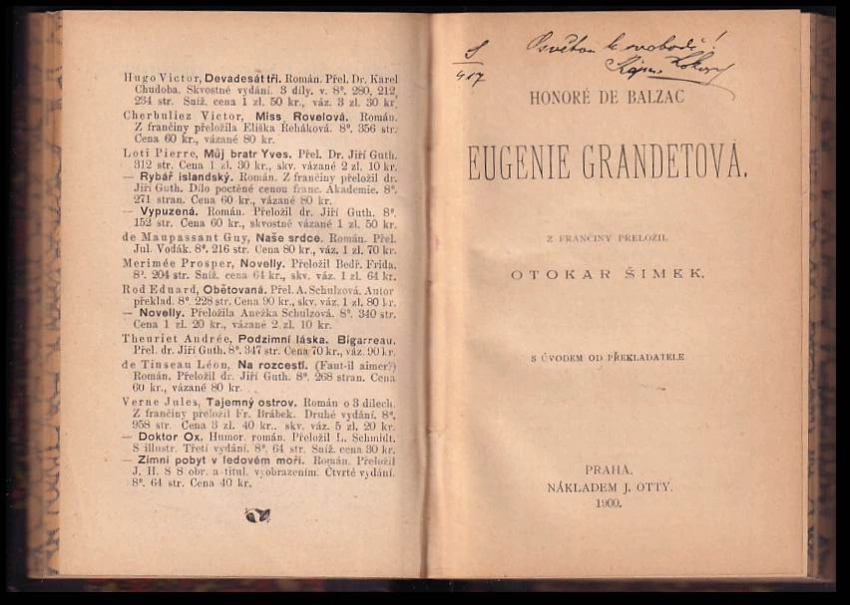 Hugo Victor, Devadesát tři. Román. Přel. Dr. Karel
Chudoba. Skvostné vydání. 3 díly. v. 8°. 280, 212,
234 str. Sníž. cena 1 zl. 50 kr., váz. 3 zl. 30 kr.
Cherbuliez Victor, Miss Rovelová. Román.
Z frančiny přeložila Eliška Řeháková. 8°. 356 str.
Cena 60 kr., vázané 80 kr.
Loti Pierre, Můj bratr Yves. Přel. Dr. Jiří Guth.
312 str. Cena 1 zl. 30 kr., skv. vázané 2 zl. 10 kr.
— Rybář islandský. Román. Z frančiny přeložil dr.
Jiří Guth. Dílo poctěné cenou franc. Akademie. 8°.
271 stran. Cena 60 kr., vázané 80 kr.
— Vypuzená. Román. Přeložil dr. Jiří Guth. 8°.
152 str. Cena 60 kr., skvostné vázané 1 zl. 50 kr.
de Maupassant Guy, Naše srdce. Román. Přel.
Jul. Vodák. 8°. 216 str. Cena 80 kr., váz. 1 zl. 70 kr.
Merimée Prosper, Novelly. Přeložil Bedř. Frida.
8°. 204 str. Sníž. cena 64 kr., skv. váz. 1 zl. 64 kr.
Rod Eduard, Obětovaná. Přel. A. Schulzová. Autor
překlad. 8°. 228 str. Cena 90 kr., skv. váz. 1 zl. 80 kr.
— Novelly. Přeložila Anežka Schulzová. 8°. 340 str.
Cena 1 zl. 20 kr., vázané 2 zl. 10 kr.
Theuriet Andrée, Podzimní láska. Bigarreau.
Přel. dr. Jiří Guth. 8°. 347 str. Cena 70 kr., váz. 90 kr.
de Tinseau Léon, Na rozcestí. (Faut-il aimer?)
Román. Přeložil dr. Jiří Guth. 8°. 268 stran. Cena
60 kr., vázané 80 kr.
Verne Jules, Tajemný ostrov. Román o 3 dílech.
Z frančiny přeložil Fr. Brábek. Druhé vydání. 8°.
958 str. Cena 3 zl. 40 kr., skv. váz. 5 zl. 20 kr.
— Doktor Ox. Humor. román. Přeložil L. Schmidt.
S illustr. Třetí vydání. 8°. 64 str. Sníž. cena 30 kr.
— Zimní pobyt v ledovém moři. Román. Přeložil
J. H. S 8 obr. a titul. vyobrazením. Čtvrté vydání.
8°. 64 str. Cena 40 kr.
S
417
Osvětou k svobodě!
HONORÉ DE BALZAC
EUGENIE GRANDETOVÁ.
Z FRANČINY PŘELOŽIL
OTOKAR ŠIMEK.
S ÚVODEM OD PŘEKLADATELE
PRAHA.
NÁKLADEM J. OTTY.
1900.